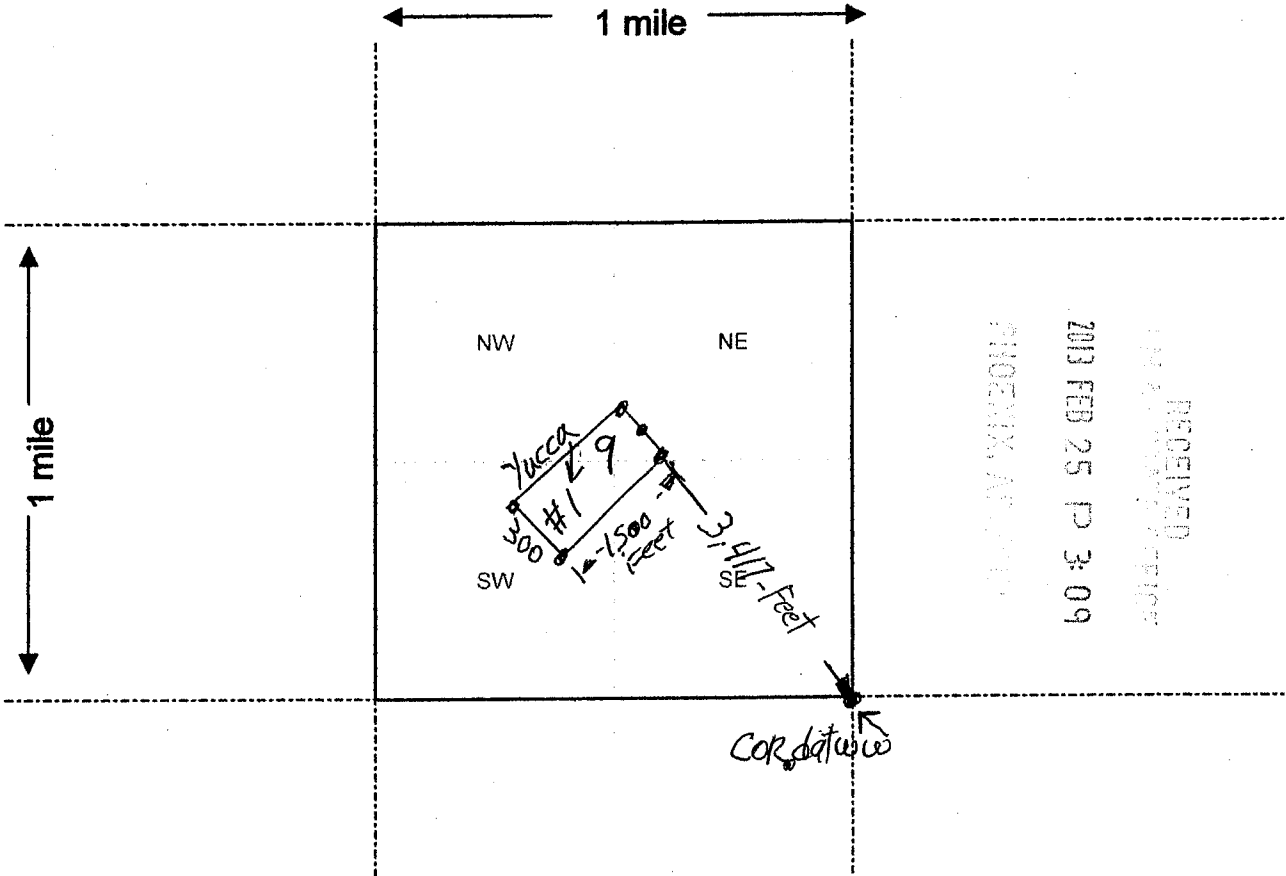 1 mile
1 mile
NW
NE
Yucca
9
#1
300
1500
Feet
SW
SE
3,417-Feet
COR.
RECEIVED
2013 FEB 25 P 3:09
PHOENIX, A